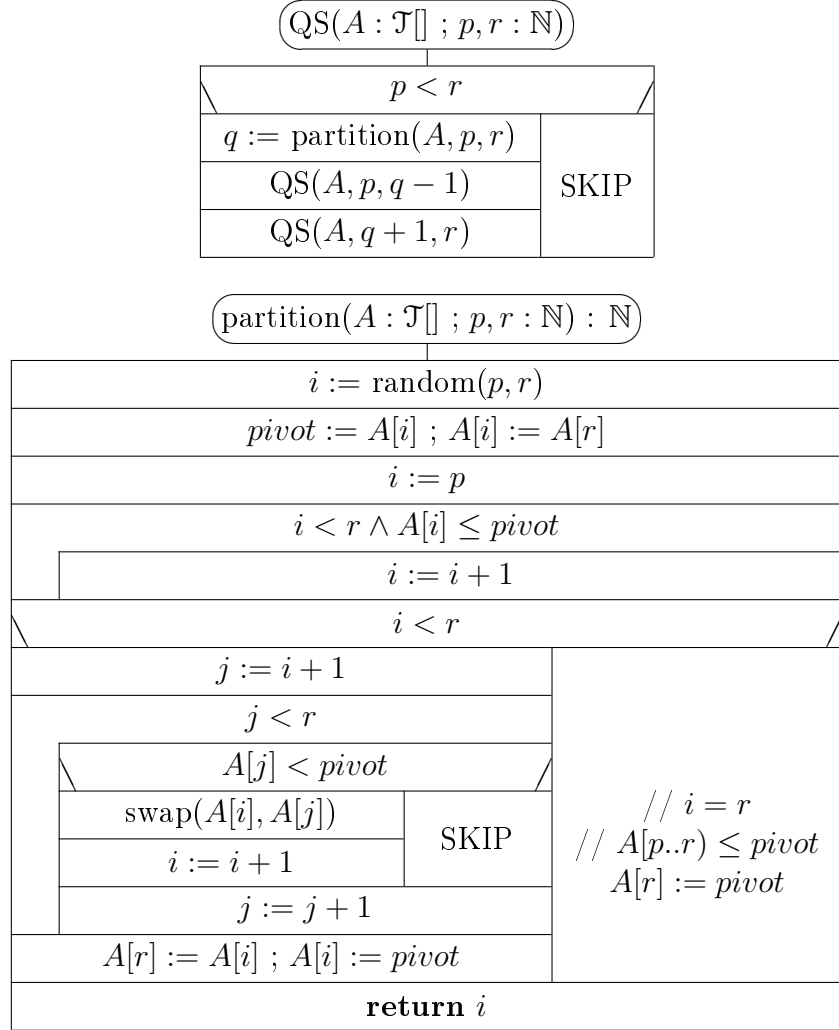 QS(A : 𝒯[] ; p, r : ℕ)
p < r
q := partition(A, p, r)
QS(A, p, q − 1)
SKIP
QS(A, q + 1, r)
partition(A : 𝒯[] ; p, r : ℕ) : ℕ
i := random(p, r)
pivot := A[i] ; A[i] := A[r]
i := p
i < r ∧ A[i] ≤ pivot
i := i + 1
i < r
j := i + 1
j < r
A[j] < pivot
swap(A[i], A[j])
i := i + 1
SKIP
j := j + 1
A[r] := A[i] ; A[i] := pivot
// i = r
// A[p..r) ≤ pivot
A[r] := pivot
return i